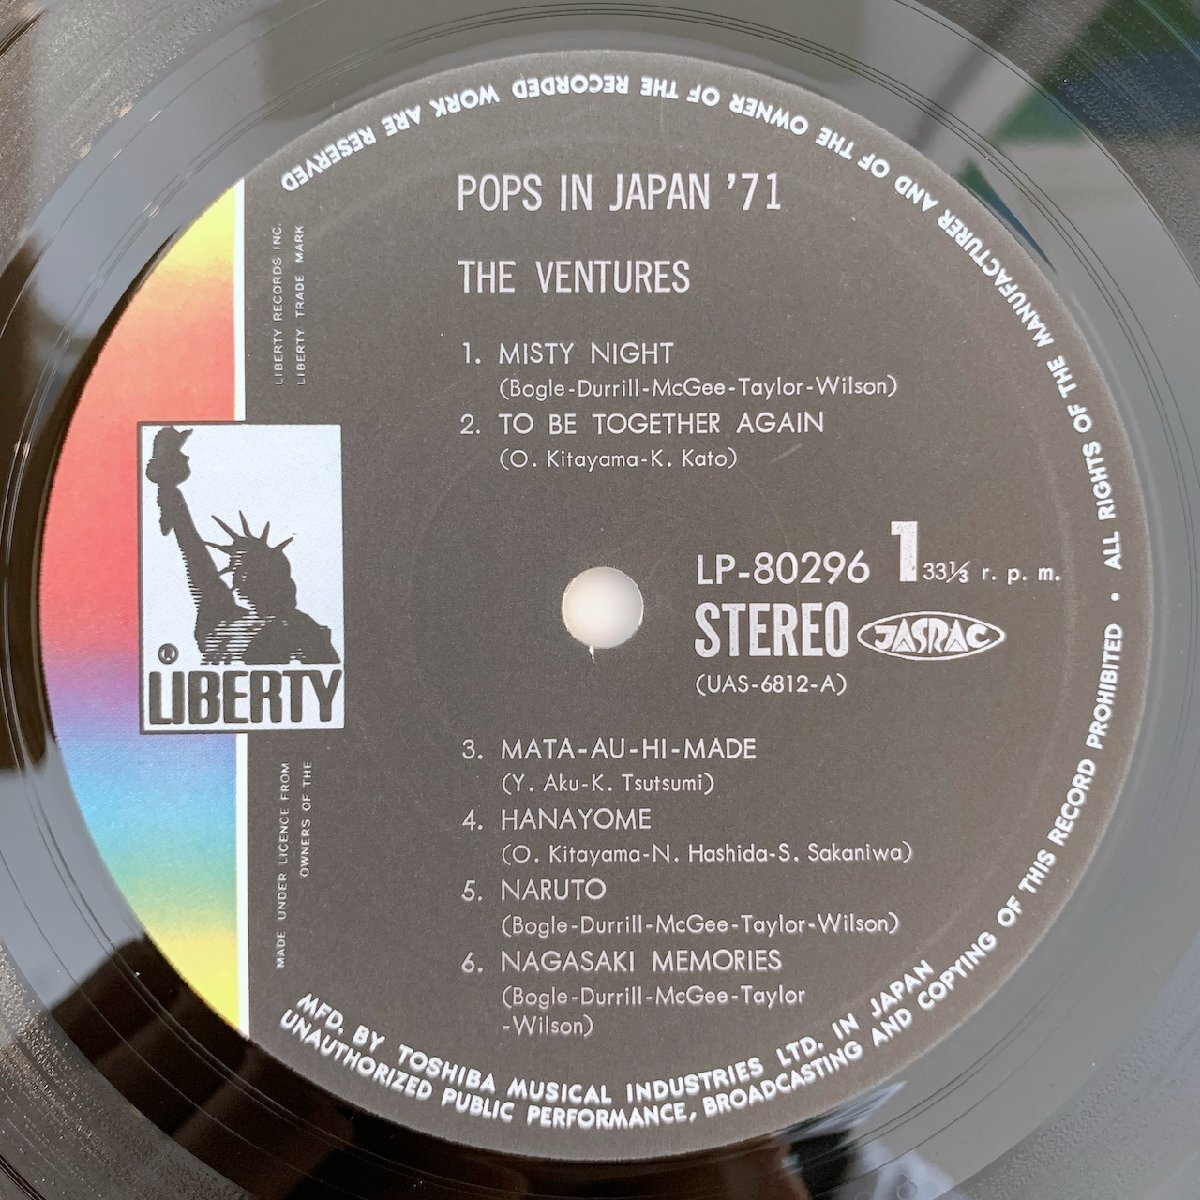 POPS IN JAPAN '71
THE VENTURES
1. MISTY NIGHT
(Bogle-Durrill-McGee-Taylor-Wilson)
2. TO BE TOGETHER AGAIN
(O. Kitayama-K. Kato)
LP-80296 1 33⅓ r. p. m.
STEREO JASRAC
(UAS-6812-A)
3. MATA-AU-HI-MADE
(Y. Aku-K. Tsutsumi)
4. HANAYOME
(O. Kitayama-N. Hashida-S. Sakaniwa)
5. NARUTO
(Bogle-Durrill-McGee-Taylor-Wilson)
6. NAGASAKI MEMORIES
(Bogle-Durrill-McGee-Taylor
-Wilson)
LIBERTY RECORDS INC.
LIBERTY TRADE MARK
®
LIBERTY
MADE UNDER LICENCE FROM
OWNERS OF THE
MFD. BY TOSHIBA MUSICAL INDUSTRIES LTD. IN JAPAN
UNAUTHORIZED PUBLIC PERFORMANCE, BROADCASTING AND COPYING OF THIS RECORD PROHIBITED • ALL RIGHTS OF THE MANUFACTURER AND OF THE OWNER OF THE RECORDED WORK ARE RESERVED